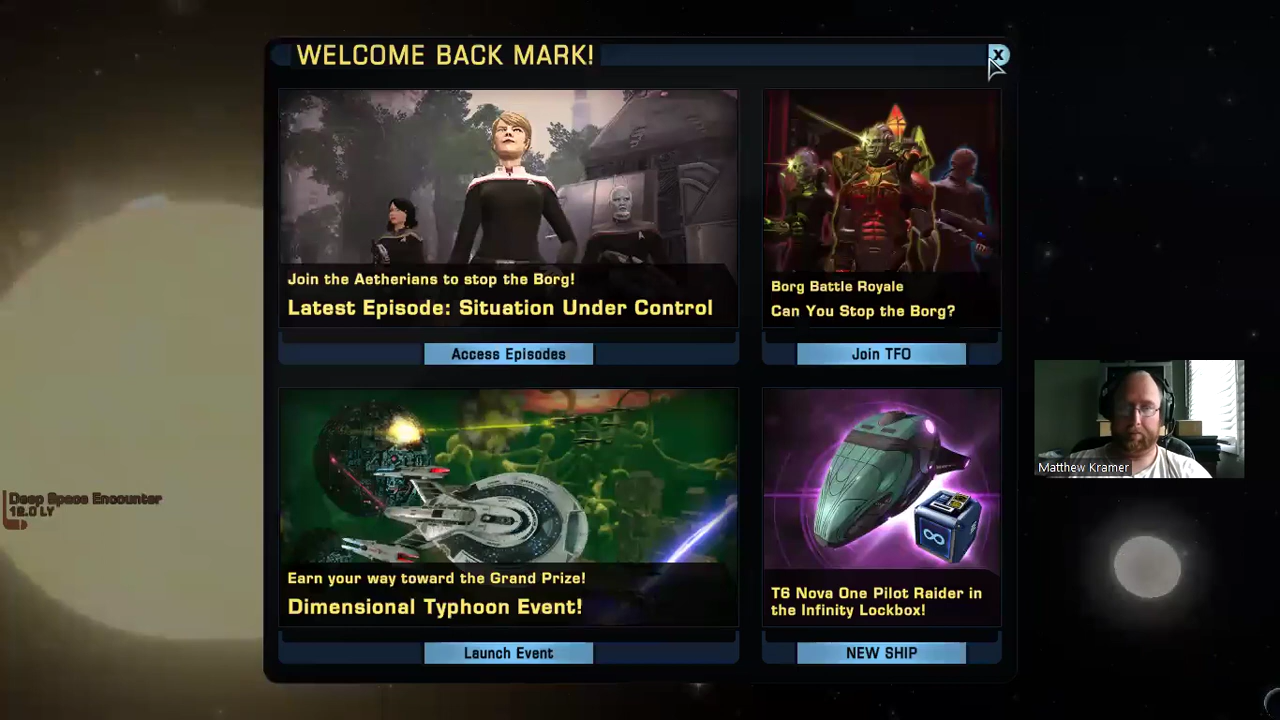 WELCOME BACK MARK!
X
Join the Aetherians to stop the Borg!
Latest Episode: Situation Under Control
Access Episodes
Borg Battle Royale
Can You Stop the Borg?
Join TFO
Matthew Kramer
Deep Space Encounter
18.0 LY
Earn your way toward the Grand Prize!
Dimensional Typhoon Event!
Launch Event
T6 Nova One Pilot Raider in
the Infinity Lockbox!
NEW SHIP